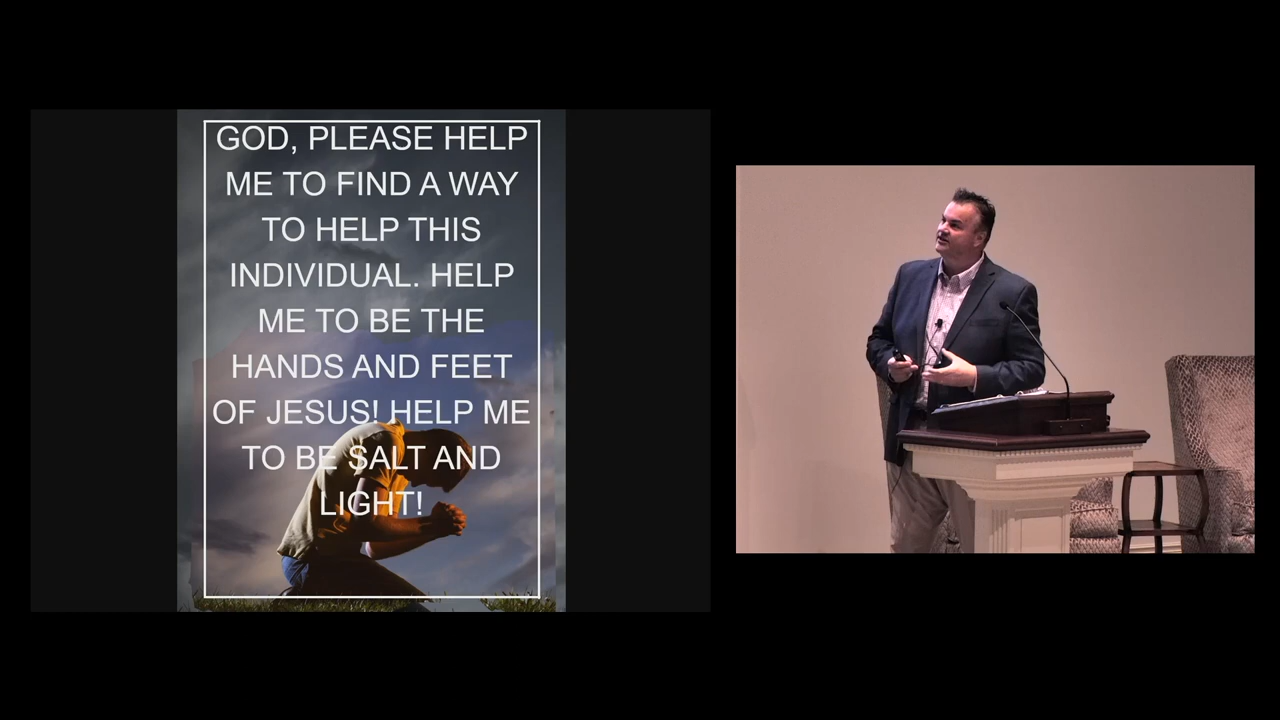 GOD, PLEASE HELP
ME TO FIND A WAY
TO HELP THIS
INDIVIDUAL. HELP
ME TO BE THE
HANDS AND FEET
OF JESUS! HELP ME
TO BE SALT AND
LIGHT!